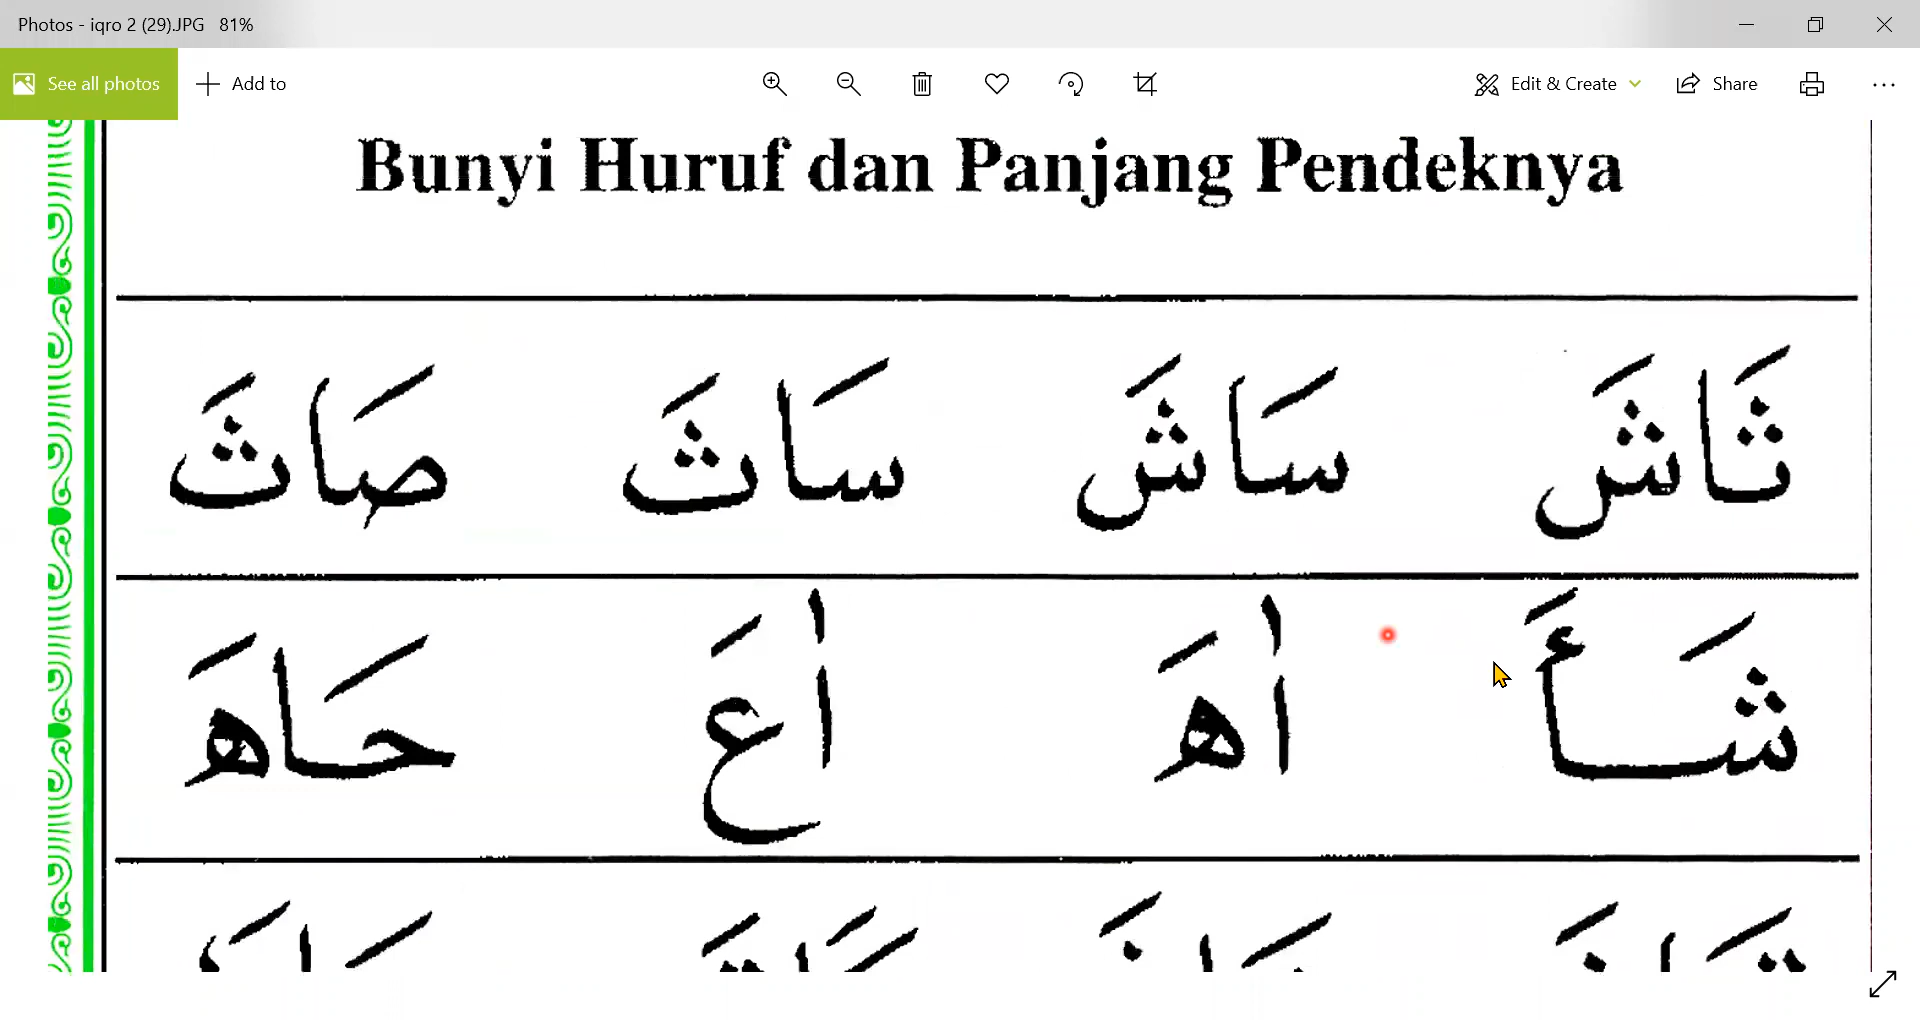 Photos - iqro 2 (29).JPG   81%
See all photos
Add to
Edit & Create
Share
Bunyi Huruf dan Panjang Pendeknya
ثَاشَ سَاشَ سَاثَ صَاثَ
شَأَ اٰهَ اٰعَ حَاهَ